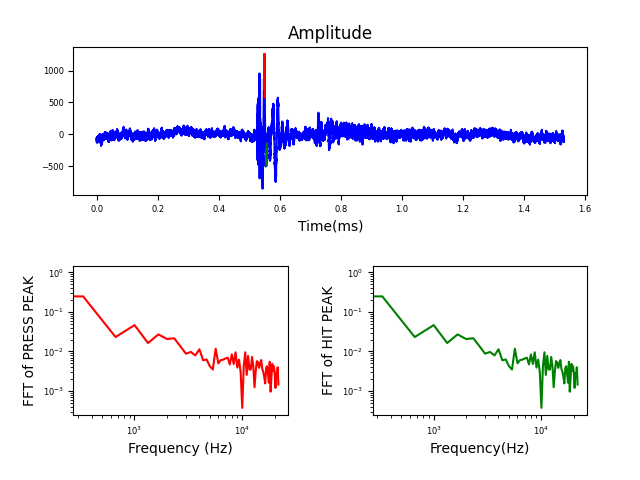 Amplitude
1000
500
0
−500
0.0 0.2 0.4 0.6 0.8 1.0 1.2 1.4 1.6
Time(ms)
FFT of PRESS PEAK
10⁰
10⁻¹
10⁻²
10⁻³
10³ 10⁴
Frequency (Hz)
FFT of HIT PEAK
10⁰
10⁻¹
10⁻²
10⁻³
10³ 10⁴
Frequency(Hz)